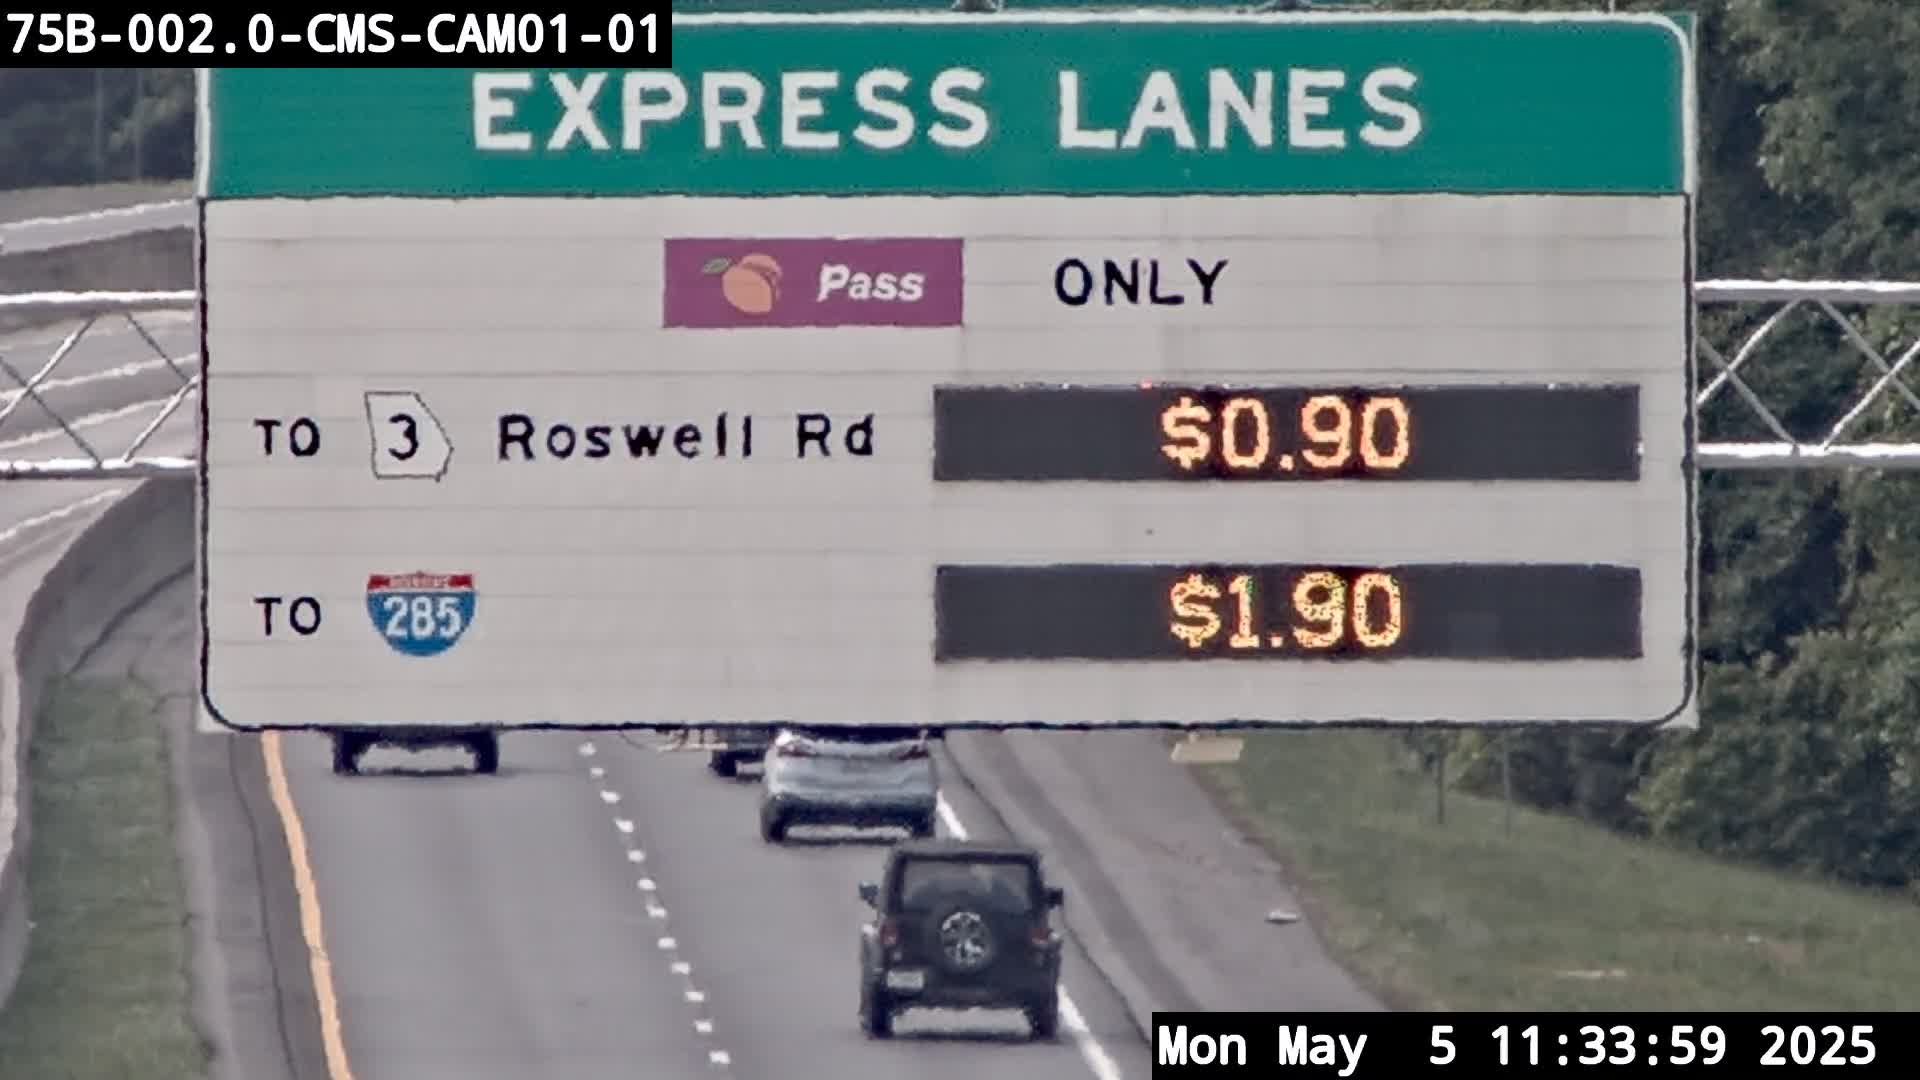 75B-002.0-CMS-CAM01-01
EXPRESS LANES
Pass ONLY
TO 3 Roswell Rd $0.90
TO 285 $1.90
Mon May 5 11:33:59 2025